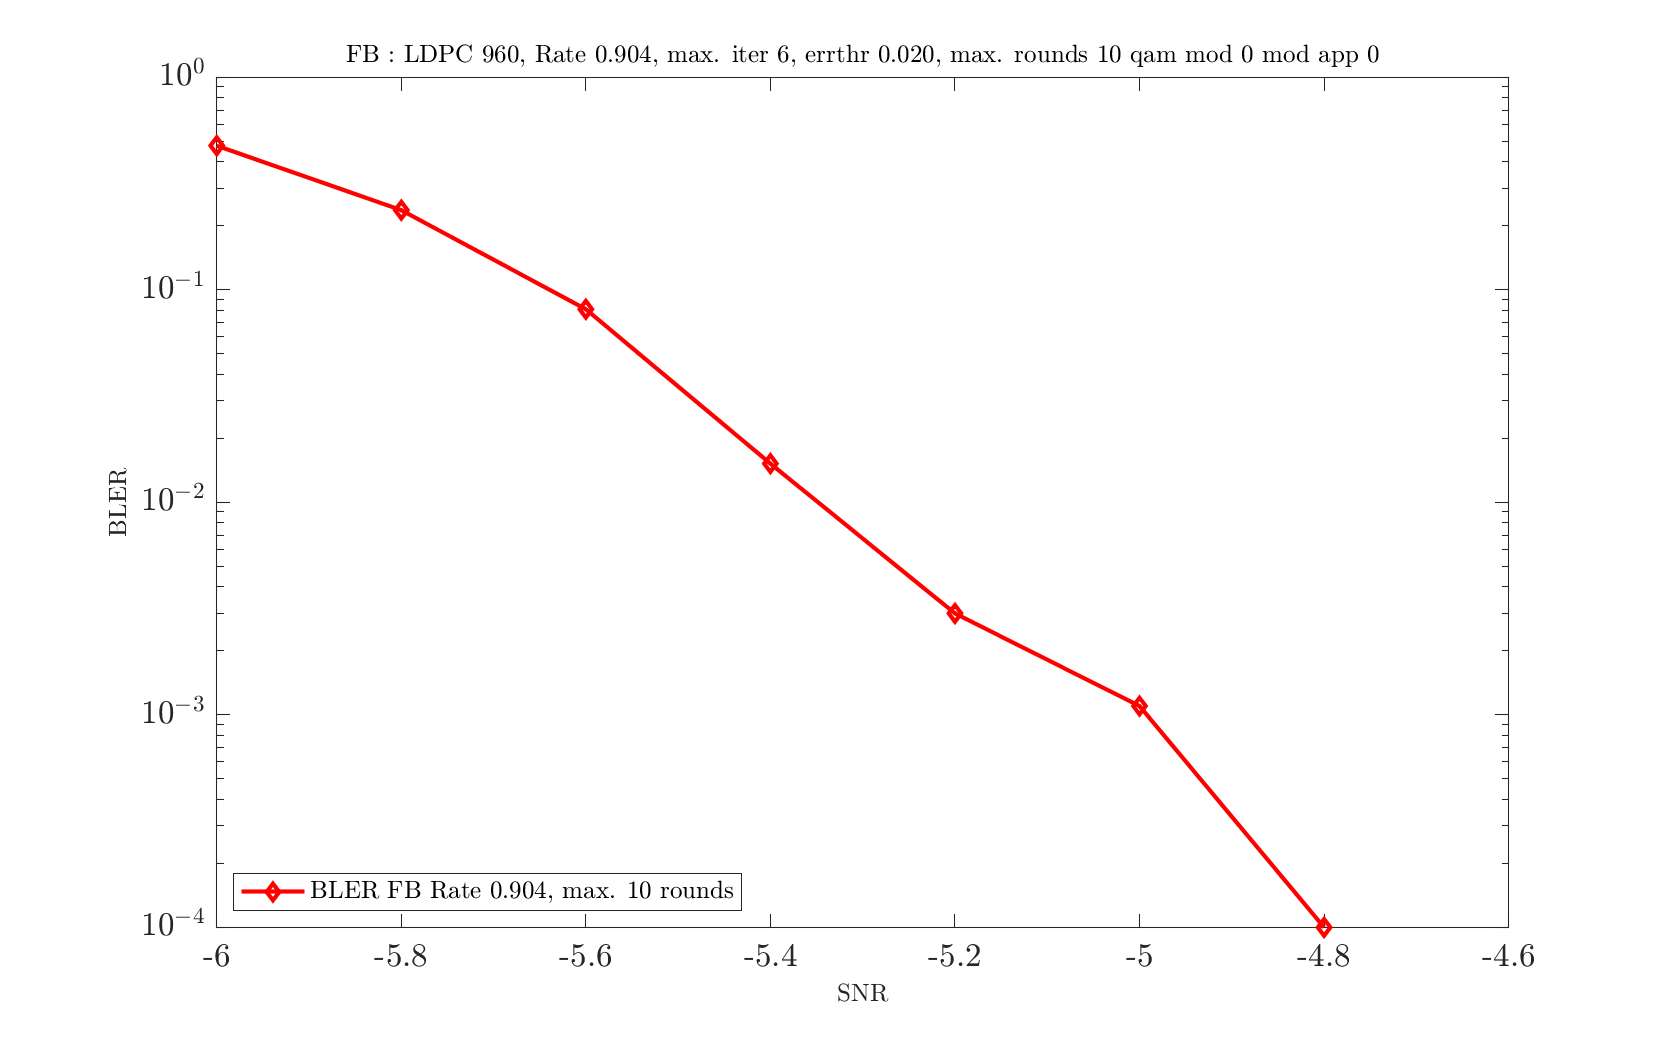 FB : LDPC 960, Rate 0.904, max. iter 6, errthr 0.020, max. rounds 10 qam mod 0 mod app 0
10^0
10^-1
10^-2
10^-3
10^-4
BLER
BLER FB Rate 0.904, max. 10 rounds
-6 -5.8 -5.6 -5.4 -5.2 -5 -4.8 -4.6
SNR